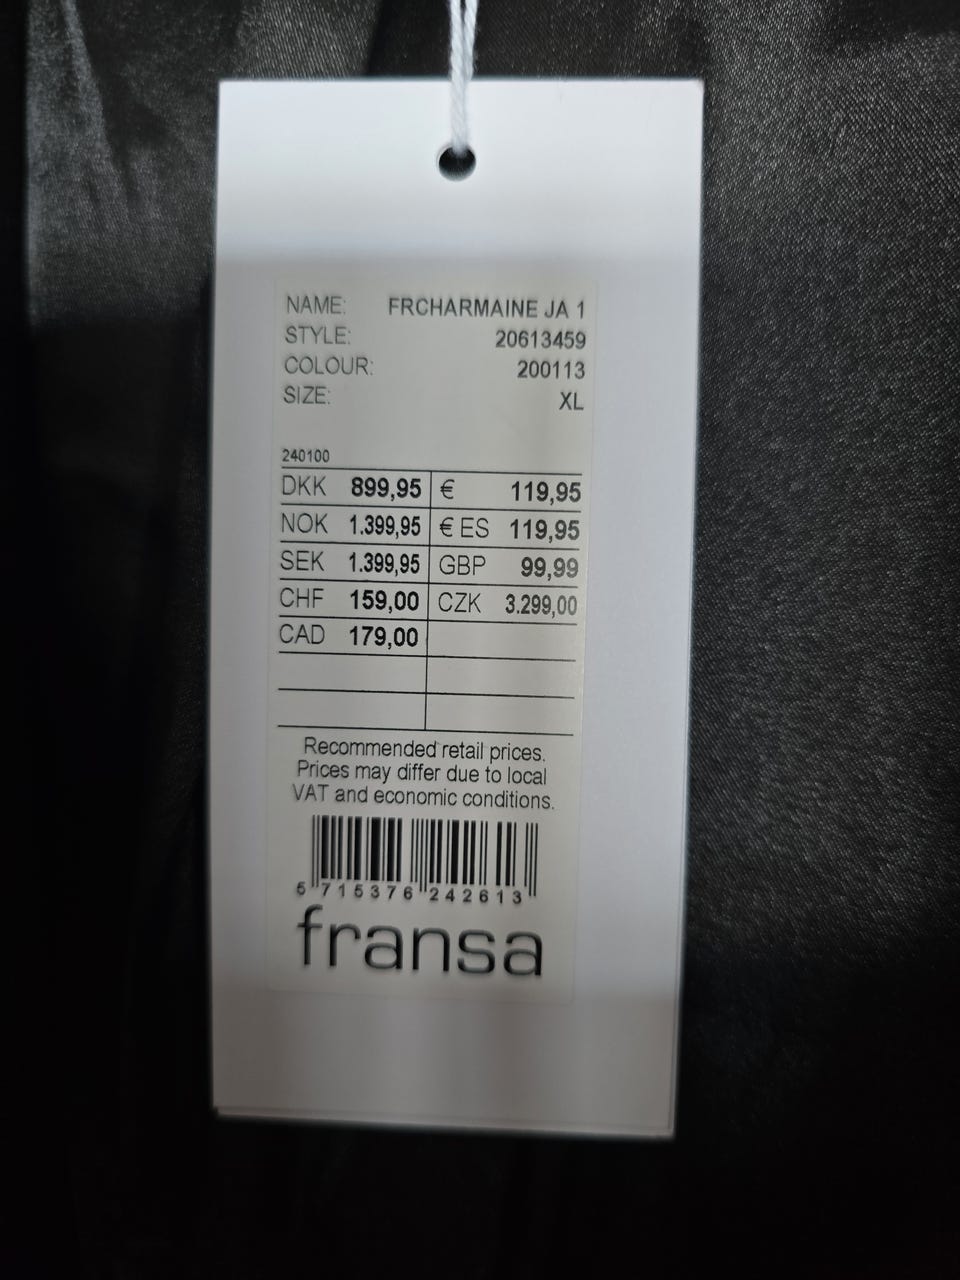 NAME: FRCHARMAINE JA 1
STYLE: 20613459
COLOUR: 200113
SIZE: XL
240100
DKK 899,95 € 119,95
NOK 1.399,95 € ES 119,95
SEK 1.399,95 GBP 99,99
CHF 159,00 CZK 3.299,00
CAD 179,00
Recommended retail prices.
Prices may differ due to local
VAT and economic conditions.
5 715376 242613
fransa